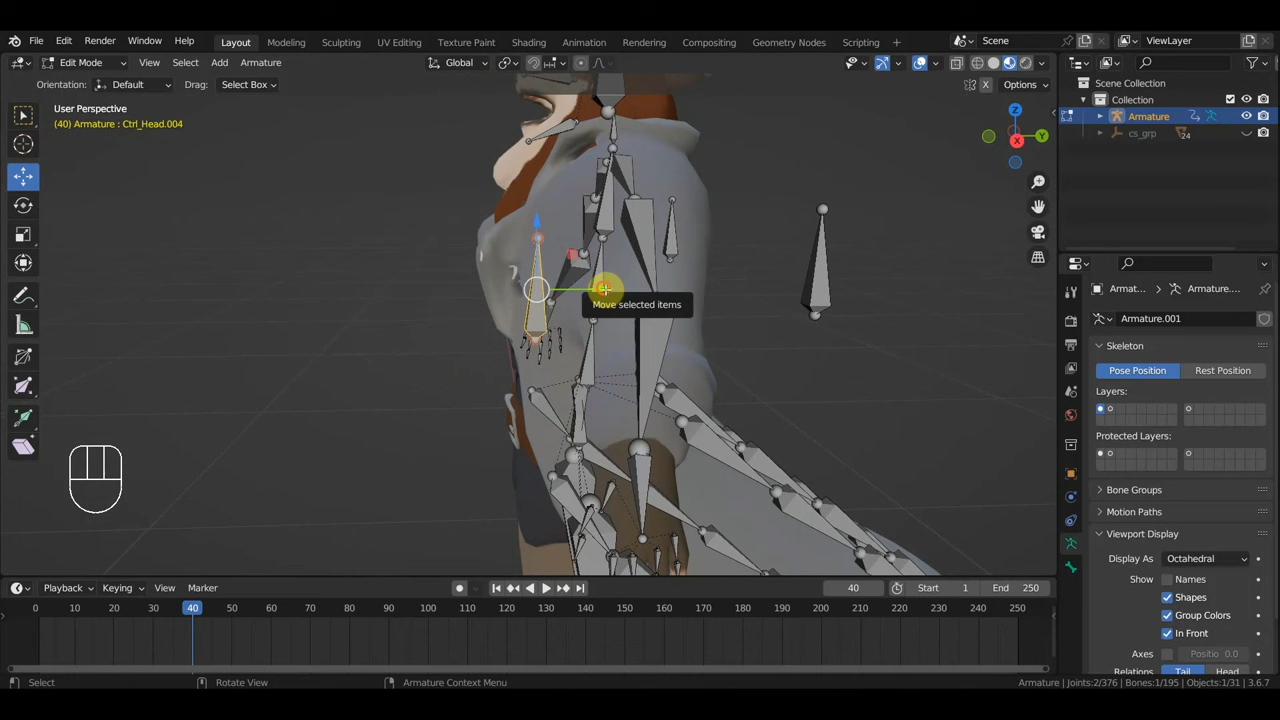 File Edit Render Window Help Layout Modeling Sculpting UV Editing Texture Paint Shading Animation Rendering Compositing Geometry Nodes Scripting + Scene ViewLayer
Edit Mode View Select Add Armature Global
Orientation: Default Drag: Select Box X Options
Scene Collection
Collection
Armature
cs_grp 24
User Perspective
(40) Armature : Ctrl_Head.004
Z
Y
X
Move selected items
Armat... Armature...
Armature.001
Skeleton
Pose Position Rest Position
Layers:
Protected Layers:
Bone Groups
Motion Paths
Viewport Display
Display As Octahedral
Show Names
Shapes
Group Colors
In Front
Axes Positio 0.0
Relations Tail Head
Playback Keying View Marker 40 Start 1 End 250
0 10 20 30 40 50 60 70 80 90 100 110 120 130 140 150 160 170 180 190 200 210 220 230 240 250
Select Rotate View Armature Context Menu Armature | Joints:2/376 | Bones:1/195 | Objects:1/31 | 3.6.7